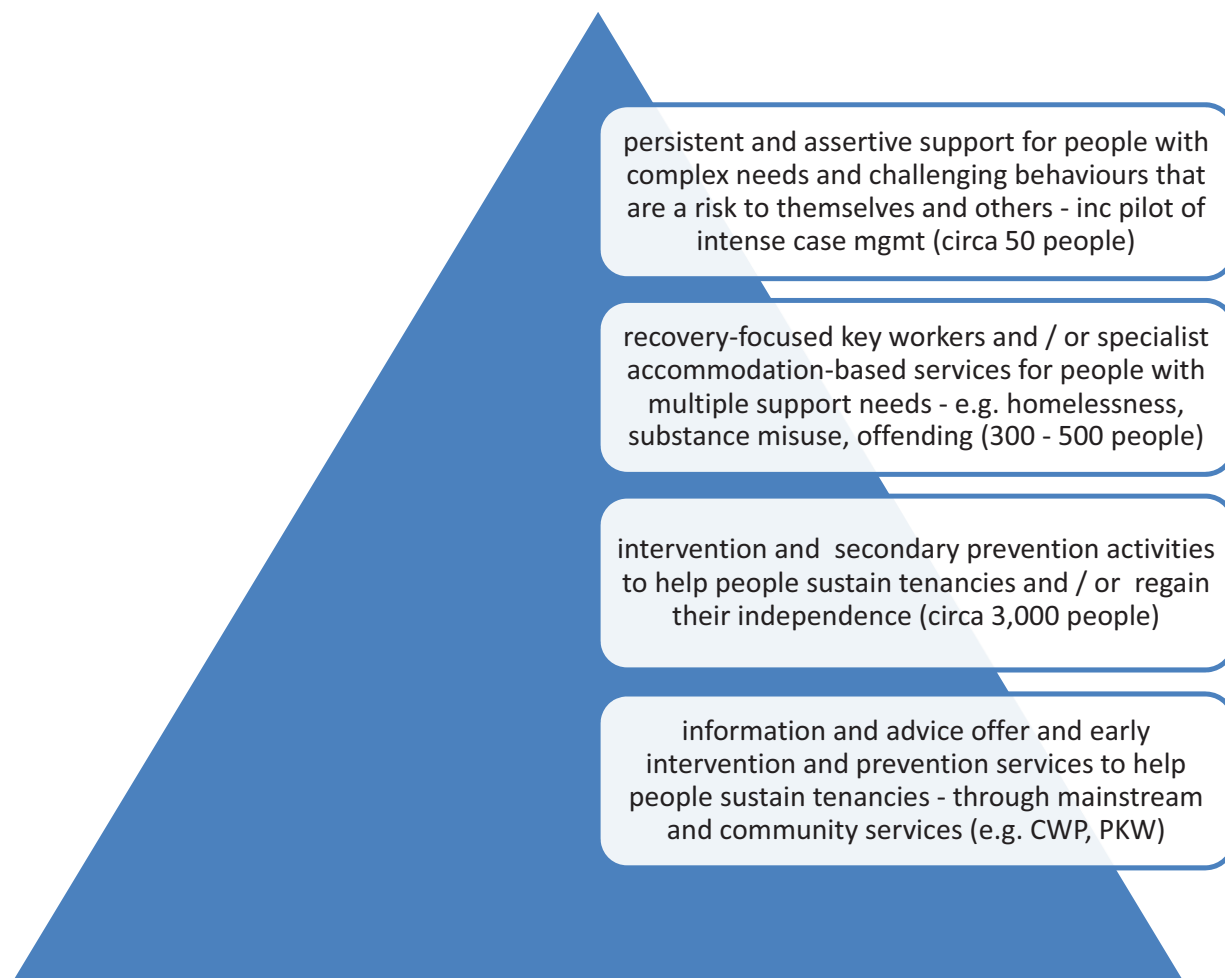 persistent and assertive support for people with
complex needs and challenging behaviours that
are a risk to themselves and others - inc pilot of
intense case mgmt (circa 50 people)
recovery-focused key workers and / or specialist
accommodation-based services for people with
multiple support needs - e.g. homelessness,
substance misuse, offending (300 - 500 people)
intervention and  secondary prevention activities
to help people sustain tenancies and / or  regain
their independence (circa 3,000 people)
information and advice offer and early
intervention and prevention services to help
people sustain tenancies - through mainstream
and community services (e.g. CWP, PKW)